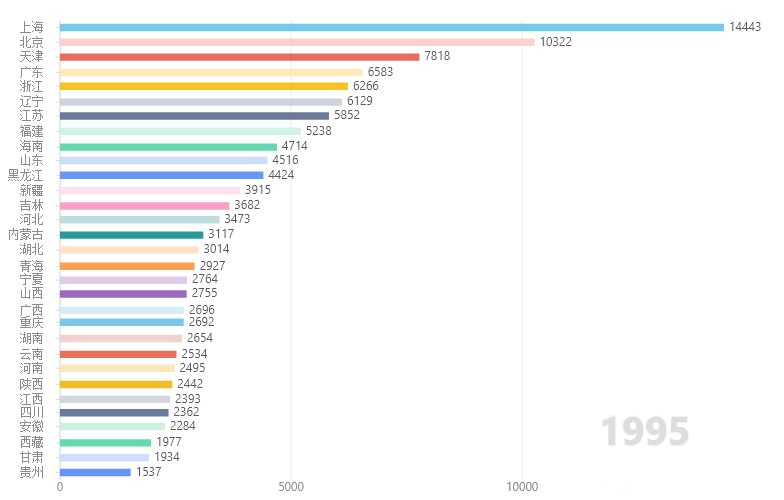 上海 14443
北京 10322
天津 7818
广东 6583
浙江 6266
辽宁 6129
江苏 5852
福建 5238
海南 4714
山东 4516
黑龙江 4424
新疆 3915
吉林 3682
河北 3473
内蒙古 3117
湖北 3014
青海 2927
宁夏 2764
山西 2755
广西 2696
重庆 2692
湖南 2654
云南 2534
河南 2495
陕西 2442
江西 2393
四川 2362
安徽 2284
西藏 1977
甘肃 1934
贵州 1537
1995
0 5000 10000